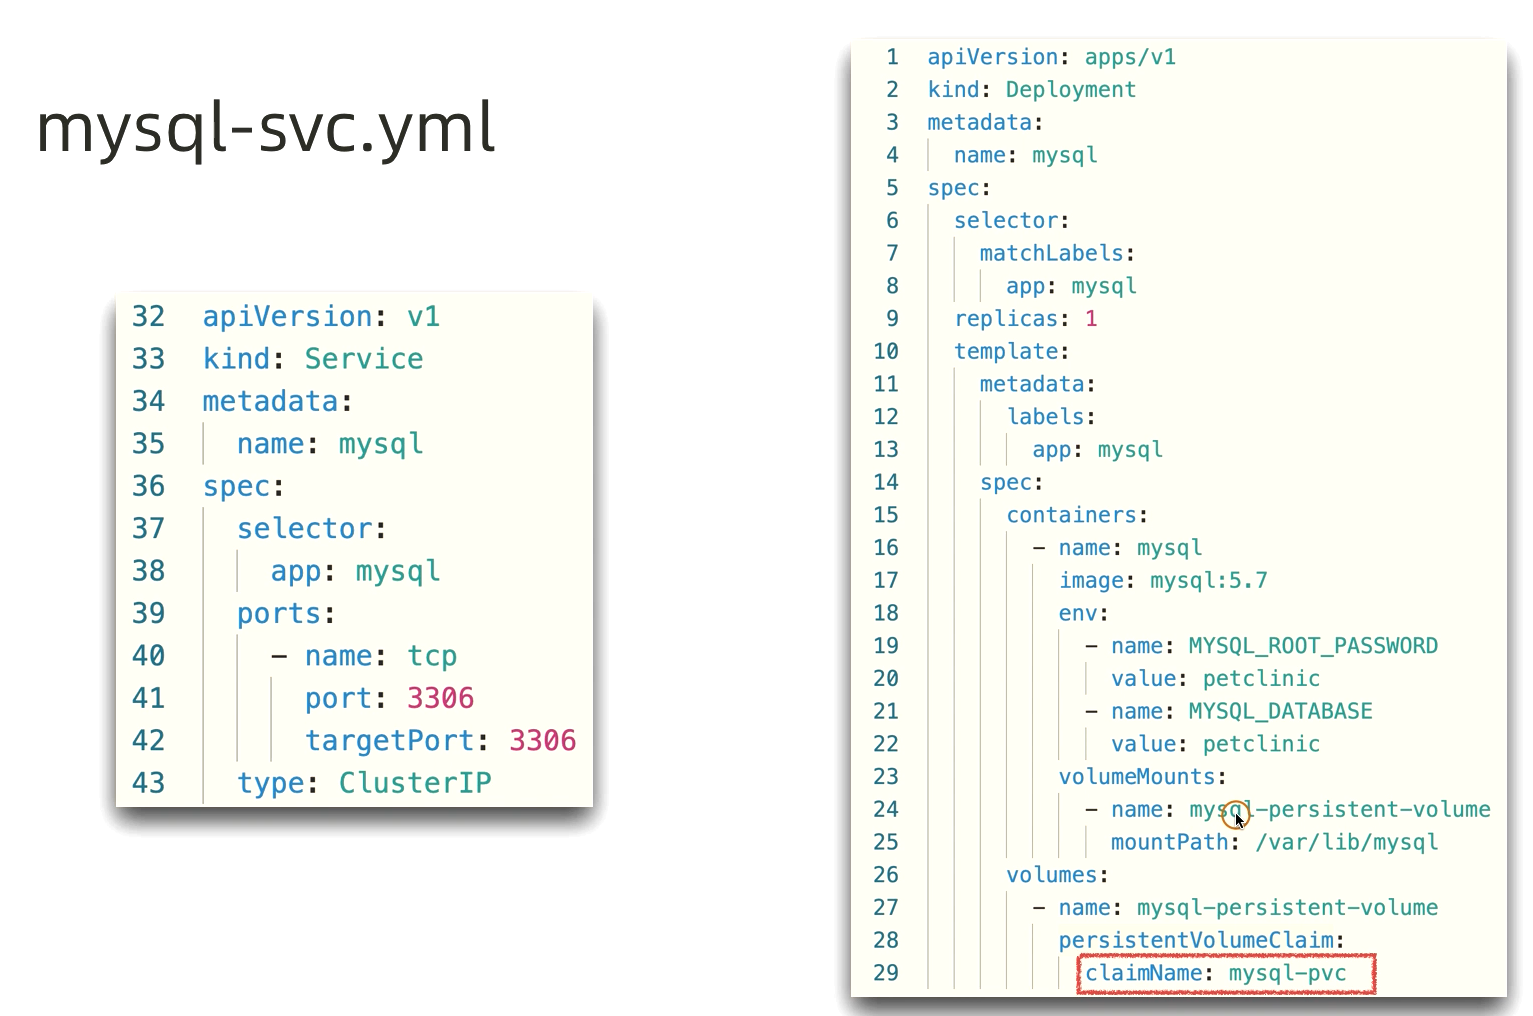 mysql-svc.yml
32 apiVersion: v1
33 kind: Service
34 metadata:
35   name: mysql
36 spec:
37   selector:
38     app: mysql
39   ports:
40     - name: tcp
41       port: 3306
42       targetPort: 3306
43   type: ClusterIP
1 apiVersion: apps/v1
2 kind: Deployment
3 metadata:
4   name: mysql
5 spec:
6   selector:
7     matchLabels:
8       app: mysql
9   replicas: 1
10   template:
11     metadata:
12       labels:
13         app: mysql
14     spec:
15       containers:
16         - name: mysql
17           image: mysql:5.7
18           env:
19             - name: MYSQL_ROOT_PASSWORD
20               value: petclinic
21             - name: MYSQL_DATABASE
22               value: petclinic
23           volumeMounts:
24             - name: mysql-persistent-volume
25               mountPath: /var/lib/mysql
26       volumes:
27         - name: mysql-persistent-volume
28           persistentVolumeClaim:
29             claimName: mysql-pvc